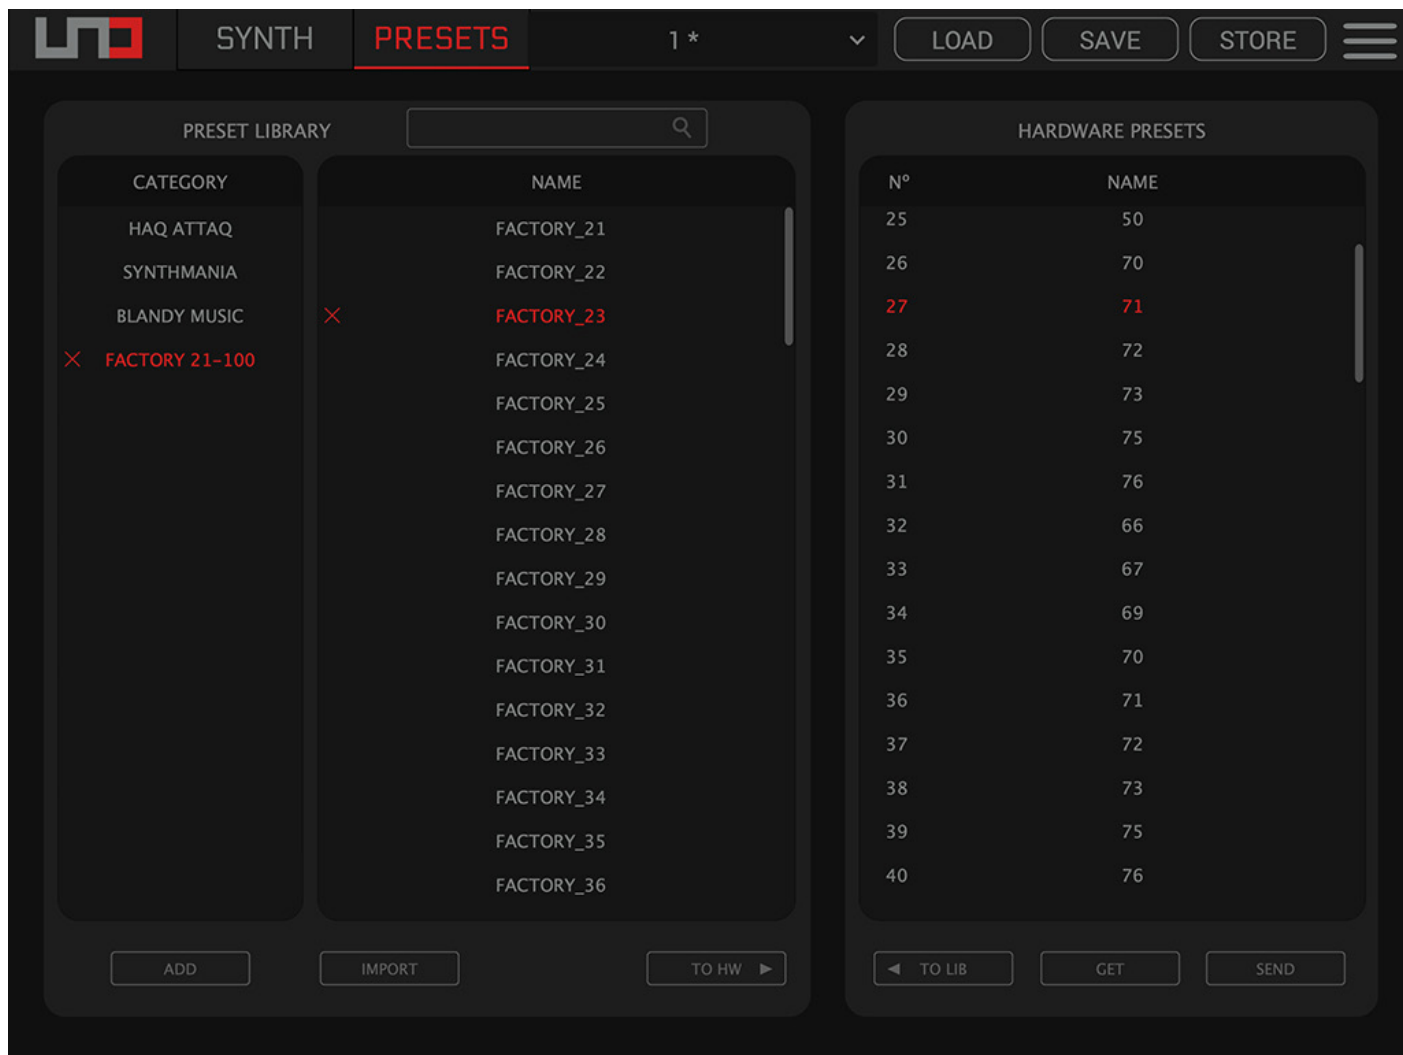 UNO SYNTH PRESETS 1 * LOAD SAVE STORE
PRESET LIBRARY
CATEGORY
HAQ ATTAQ
SYNTHMANIA
BLANDY MUSIC
FACTORY 21-100
NAME
FACTORY_21
FACTORY_22
FACTORY_23
FACTORY_24
FACTORY_25
FACTORY_26
FACTORY_27
FACTORY_28
FACTORY_29
FACTORY_30
FACTORY_31
FACTORY_32
FACTORY_33
FACTORY_34
FACTORY_35
FACTORY_36
ADD IMPORT TO HW
HARDWARE PRESETS
Nº NAME
25 50
26 70
27 71
28 72
29 73
30 75
31 76
32 66
33 67
34 69
35 70
36 71
37 72
38 73
39 75
40 76
TO LIB GET SEND